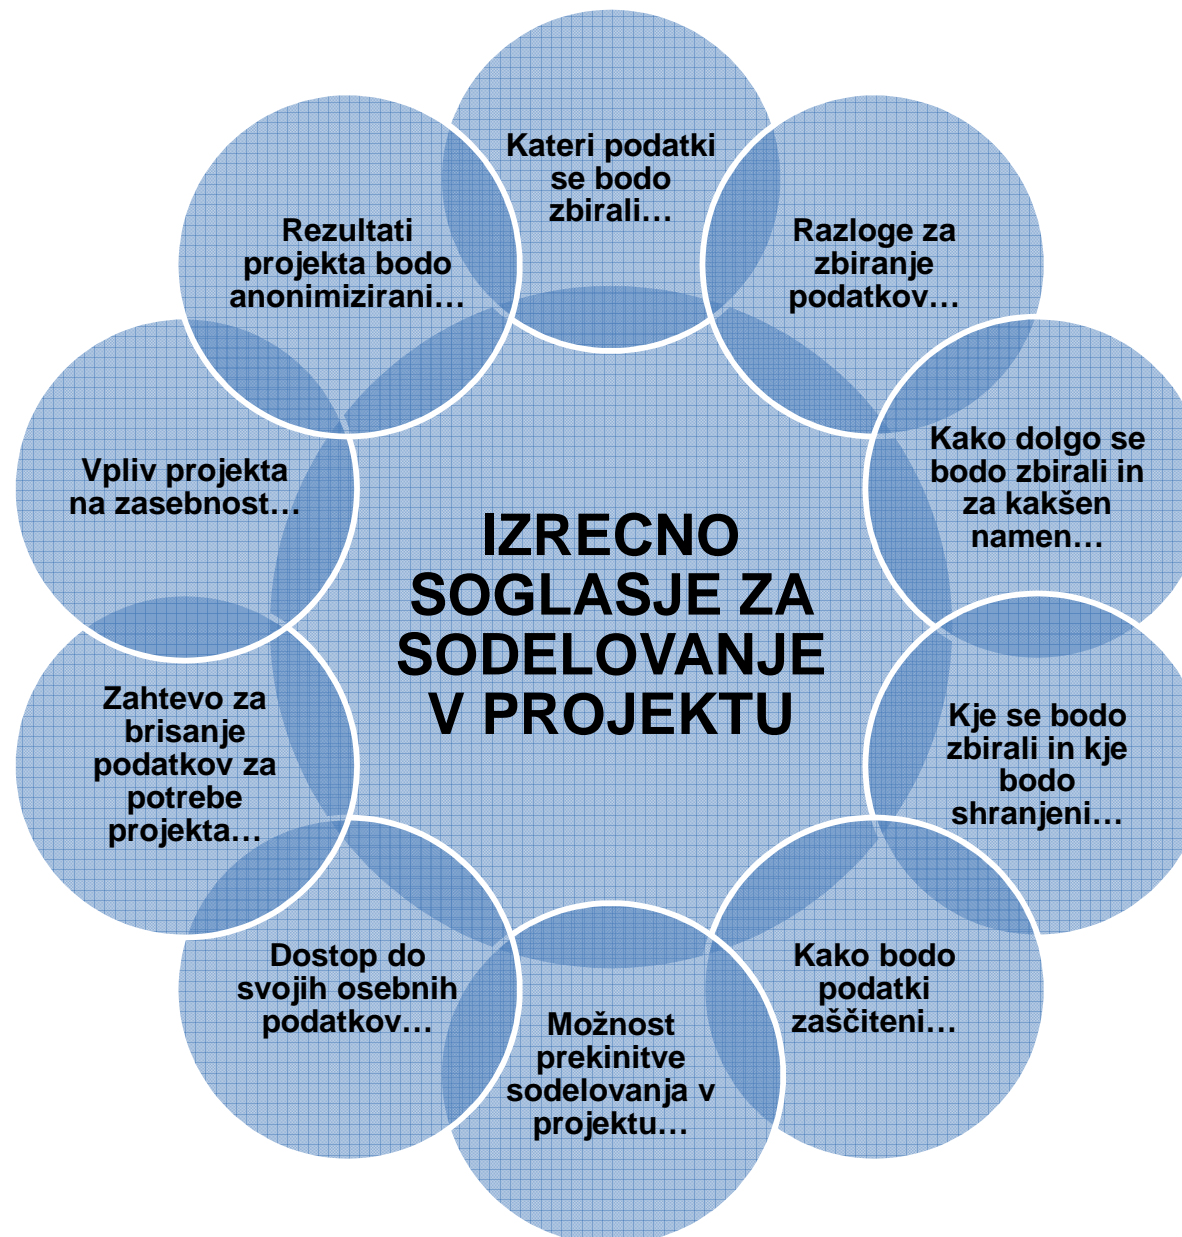 Kateri podatki
se bodo
zbirali…
Razloge za
zbiranje
podatkov…
Kako dolgo se
bodo zbirali in
za kakšen
namen…
Kje se bodo
zbirali in kje
bodo
shranjeni…
Kako bodo
podatki
zaščiteni…
Možnost
prekinitve
sodelovanja v
projektu…
Dostop do
svojih osebnih
podatkov…
Zahtevo za
brisanje
podatkov za
potrebe
projekta…
Vpliv projekta
na zasebnost…
Rezultati
projekta bodo
anonimizirani…
IZRECNO
SOGLASJE ZA
SODELOVANJE
V PROJEKTU